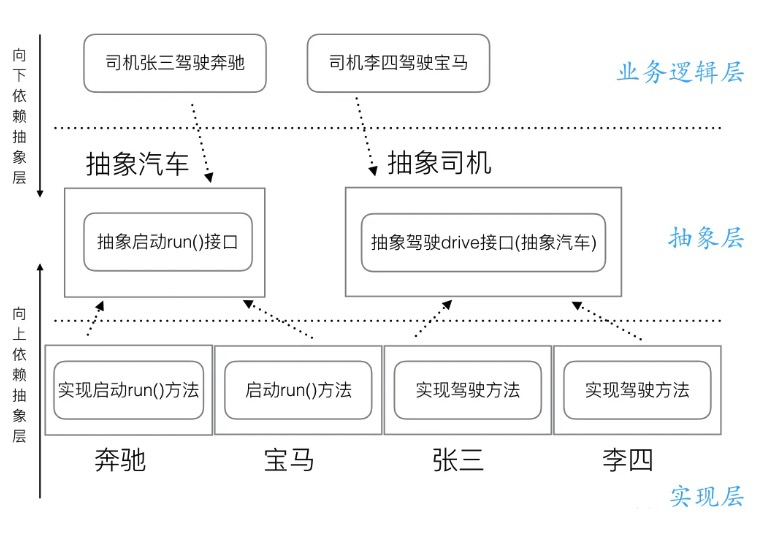 向下依赖抽象层
司机张三驾驶奔驰
司机李四驾驶宝马
业务逻辑层
抽象汽车
抽象司机
抽象启动run()接口
抽象驾驶drive接口(抽象汽车)
抽象层
向上依赖抽象层
实现启动run()方法
启动run()方法
实现驾驶方法
实现驾驶方法
奔驰
宝马
张三
李四
实现层